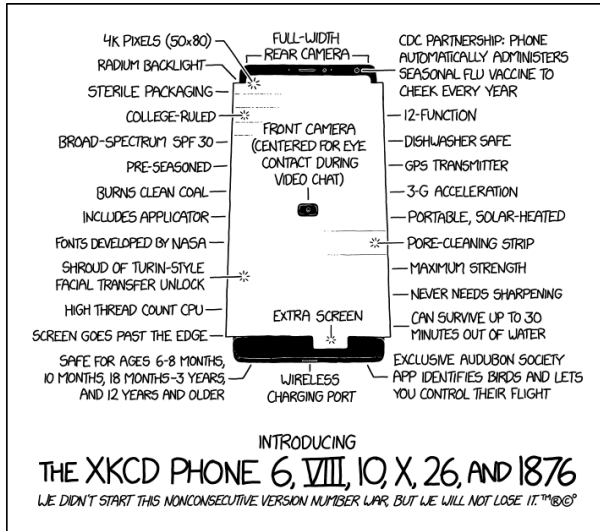 4K PIXELS (50x80)
RADIUM BACKLIGHT
STERILE PACKAGING
COLLEGE-RULED
BROAD-SPECTRUM SPF 30
PRE-SEASONED
BURNS CLEAN COAL
INCLUDES APPLICATOR
FONTS DEVELOPED BY NASA
SHROUD OF TURIN-STYLE
FACIAL TRANSFER UNLOCK
HIGH THREAD COUNT CPU
SCREEN GOES PAST THE EDGE
SAFE FOR AGES 6-8 MONTHS,
10 MONTHS, 18 MONTHS-3 YEARS,
AND 12 YEARS AND OLDER
FULL-WIDTH
REAR CAMERA
FRONT CAMERA
(CENTERED FOR EYE
CONTACT DURING
VIDEO CHAT)
EXTRA SCREEN
WIRELESS
CHARGING PORT
CDC PARTNERSHIP: PHONE
AUTOMATICALLY ADMINISTERS
SEASONAL FLU VACCINE TO
CHEEK EVERY YEAR
12-FUNCTION
DISHWASHER SAFE
GPS TRANSMITTER
3-G ACCELERATION
PORTABLE, SOLAR-HEATED
PORE-CLEANING STRIP
MAXIMUM STRENGTH
NEVER NEEDS SHARPENING
CAN SURVIVE UP TO 30
MINUTES OUT OF WATER
EXCLUSIVE AUDUBON SOCIETY
APP IDENTIFIES BIRDS AND LETS
YOU CONTROL THEIR FLIGHT
INTRODUCING
THE XKCD PHONE 6, VIII, 10, X, 26, AND 1876
WE DIDN'T START THIS NONCONSECUTIVE VERSION NUMBER WAR, BUT WE WILL NOT LOSE IT.™®©°